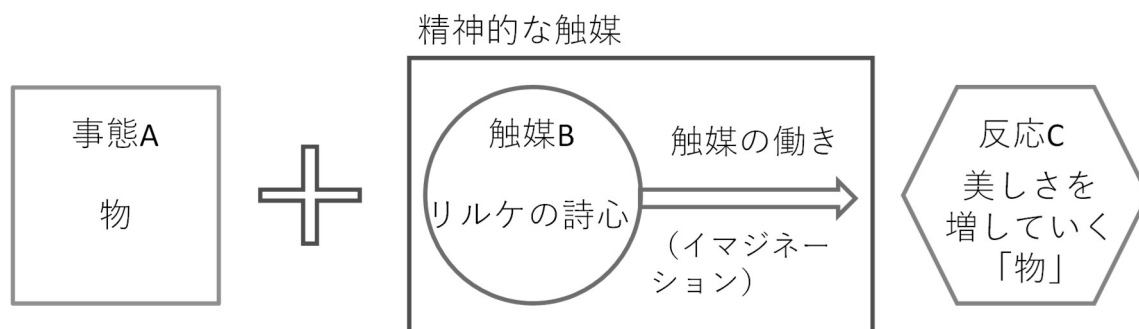 精神的な触媒
事態A
物
触媒B
リルケの詩心
触媒の働き
（イマジネー
ション）
反応C
美しさを
増していく
「物」